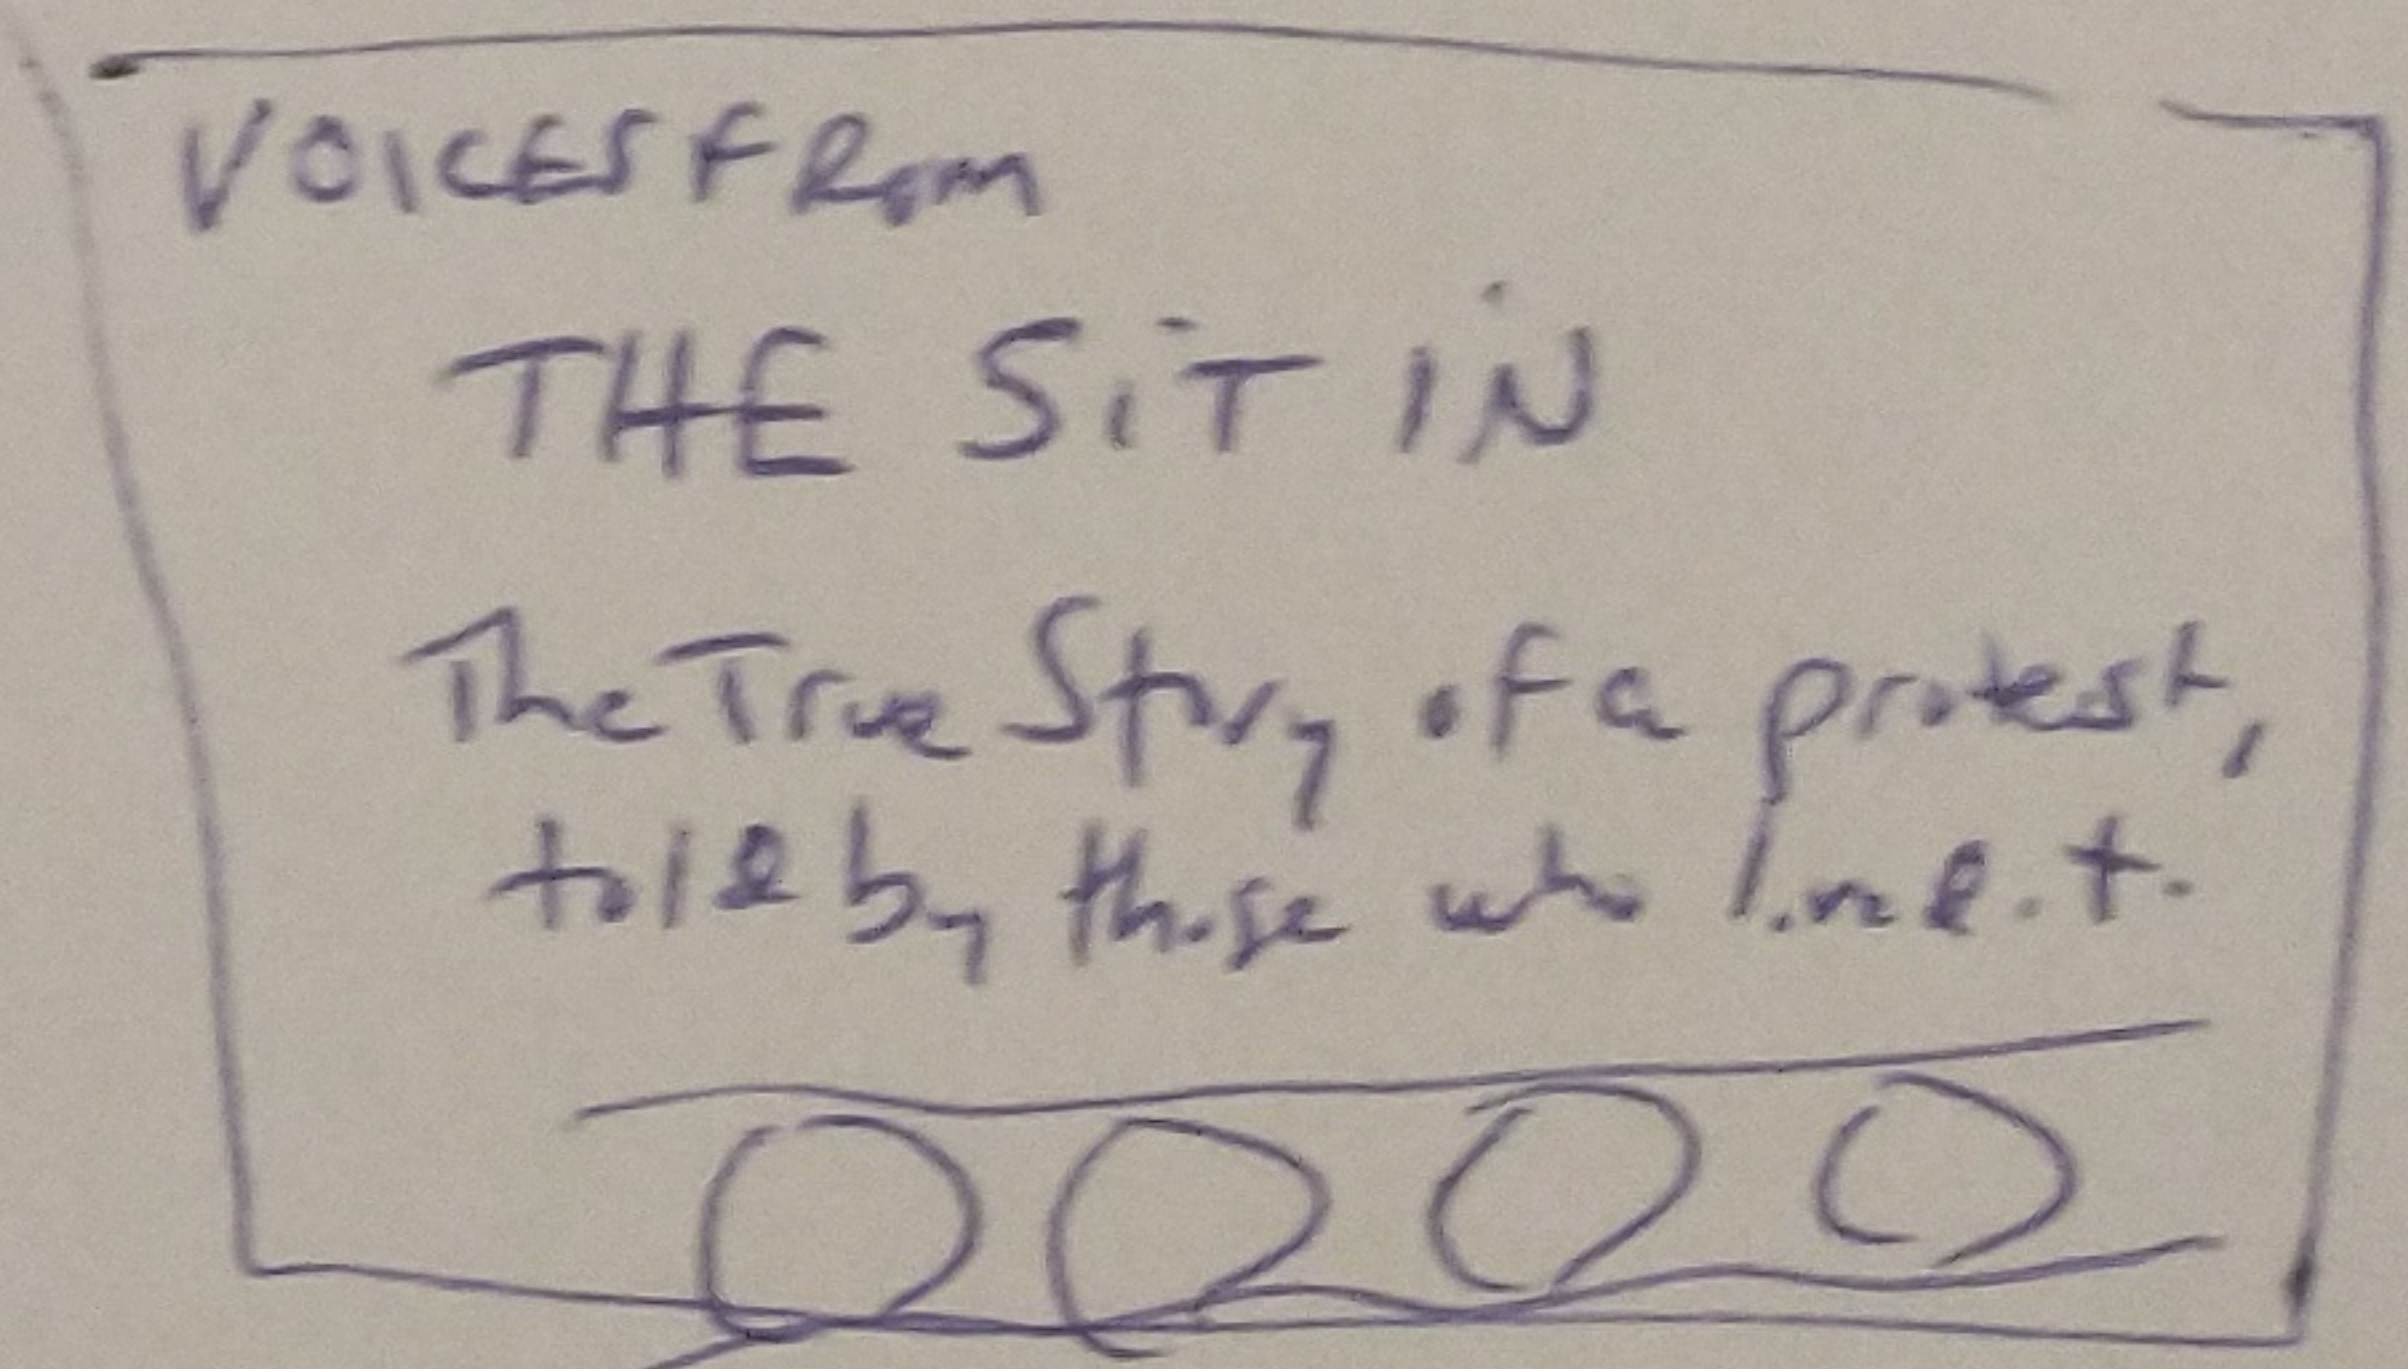 VOICES FROM
THE SiT IN
The True Story of a protest,
told by those who lived it.